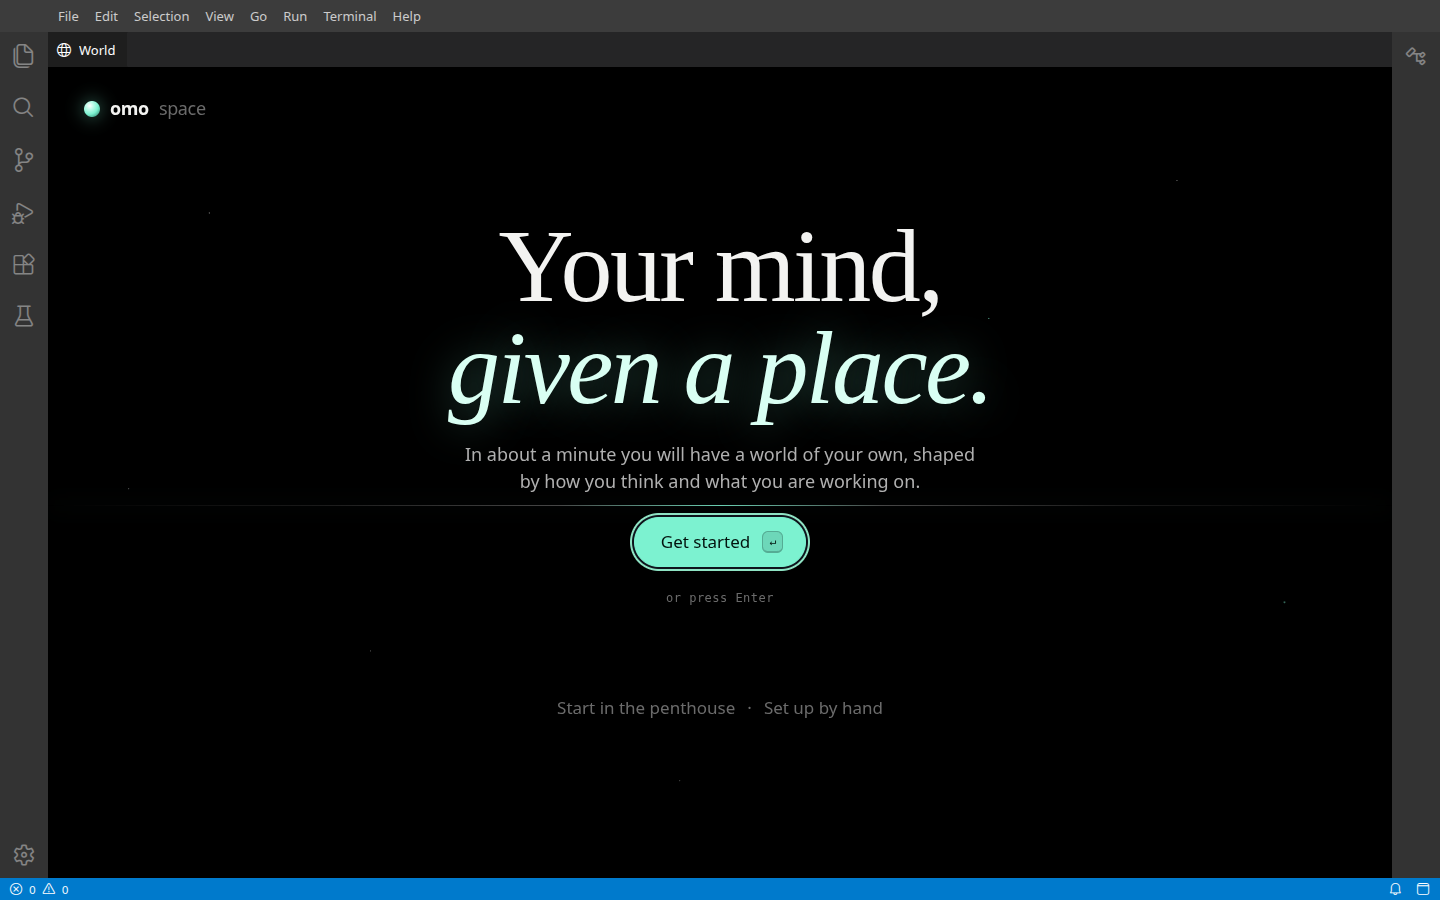 File Edit Selection View Go Run Terminal Help
World
omo space
Your mind,
given a place.
In about a minute you will have a world of your own, shaped
by how you think and what you are working on.
Get started ↵
or press Enter
Start in the penthouse · Set up by hand
0 0